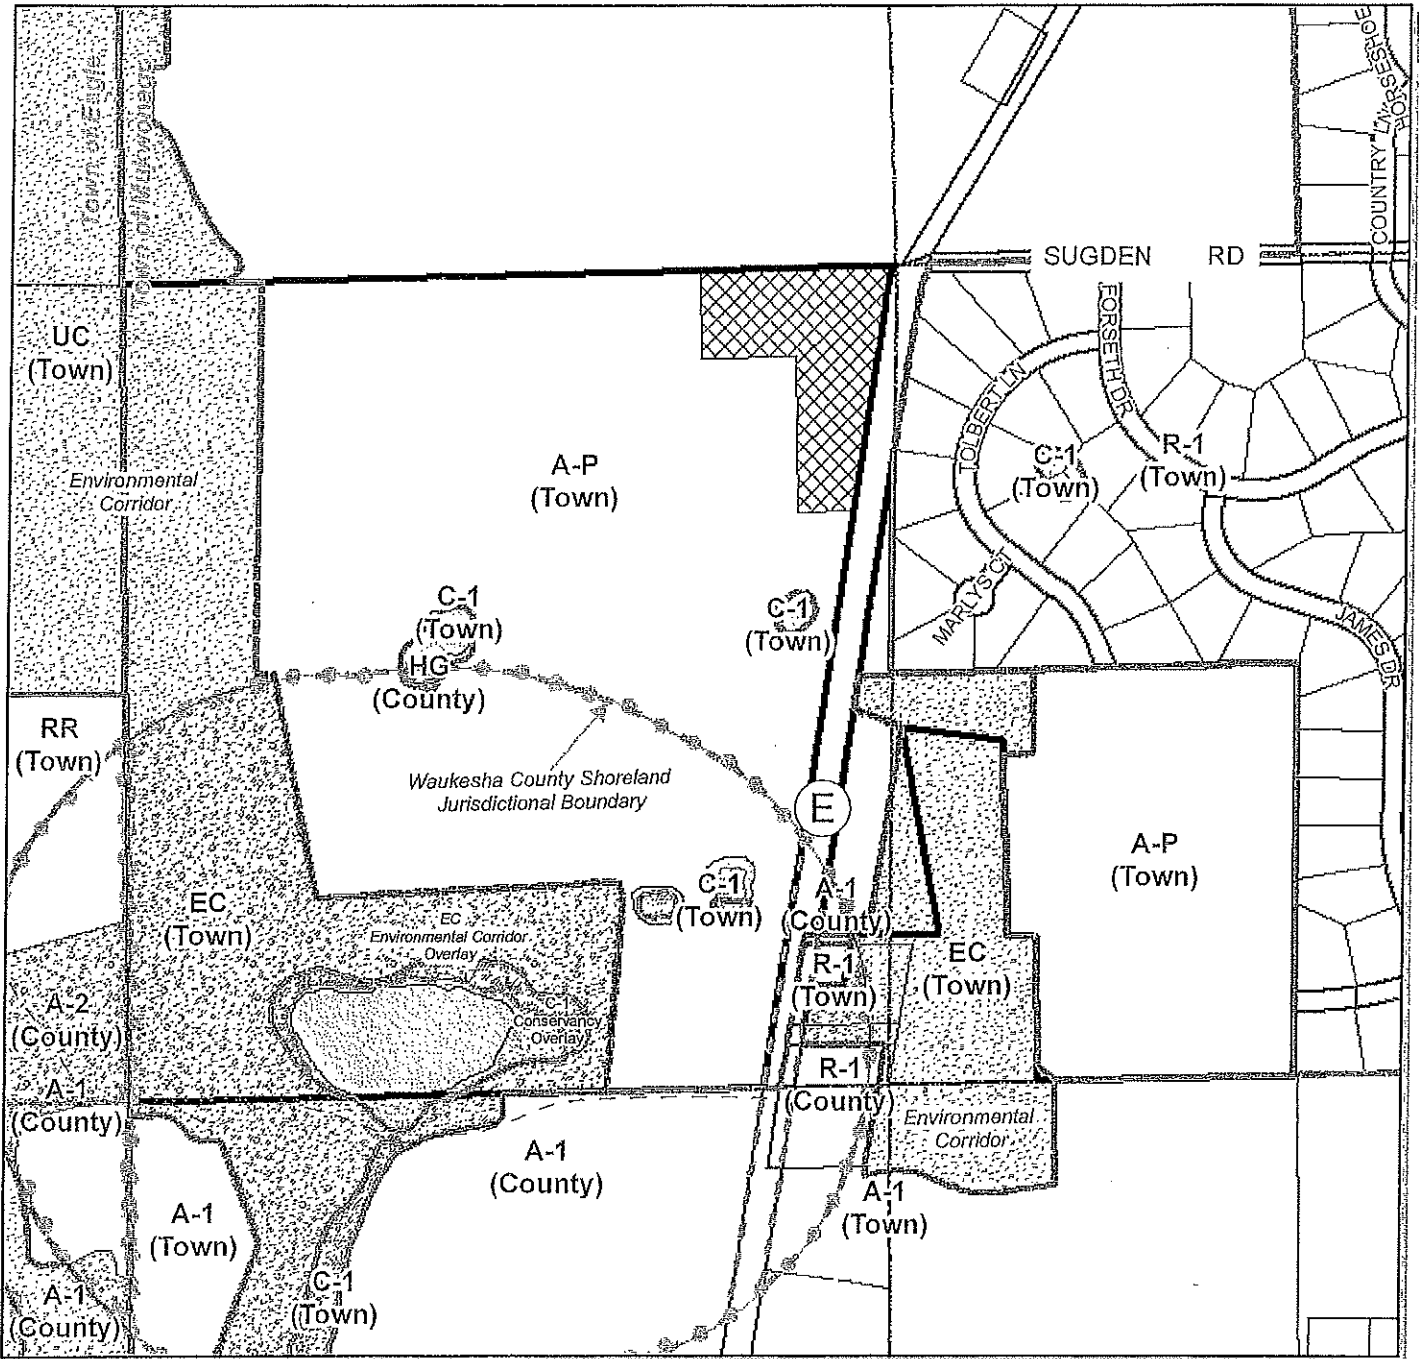 Town of Eagle
Town of Mukwonago
HORSESHOE
COUNTRY LN
SUGDEN RD
UC
(Town)
FORSETH DR
TOLBERT LN
Environmental
Corridor
A-P
(Town)
C-1
(Town)
R-1
(Town)
C-1
(Town)
HG
(County)
C-1
(Town)
MARLYS CT
JAMES DR
RR
(Town)
Waukesha County Shoreland
Jurisdictional Boundary
E
A-P
(Town)
EC
(Town)
EC
Environmental Corridor
Overlay
C-1
(Town)
A-1
(County)
R-1
(Town)
EC
(Town)
A-2
(County)
C-1
Conservancy
Overlay
A-1
(County)
R-1
(County)
Environmental
Corridor
A-1
(County)
A-1
(Town)
A-1
(Town)
C-1
(Town)
A-1
(County)